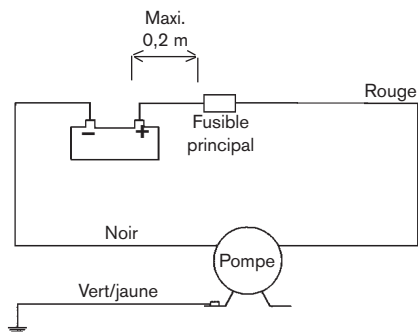 Maxi.
0,2 m
Rouge
Fusible
principal
Noir
Pompe
Vert/jaune